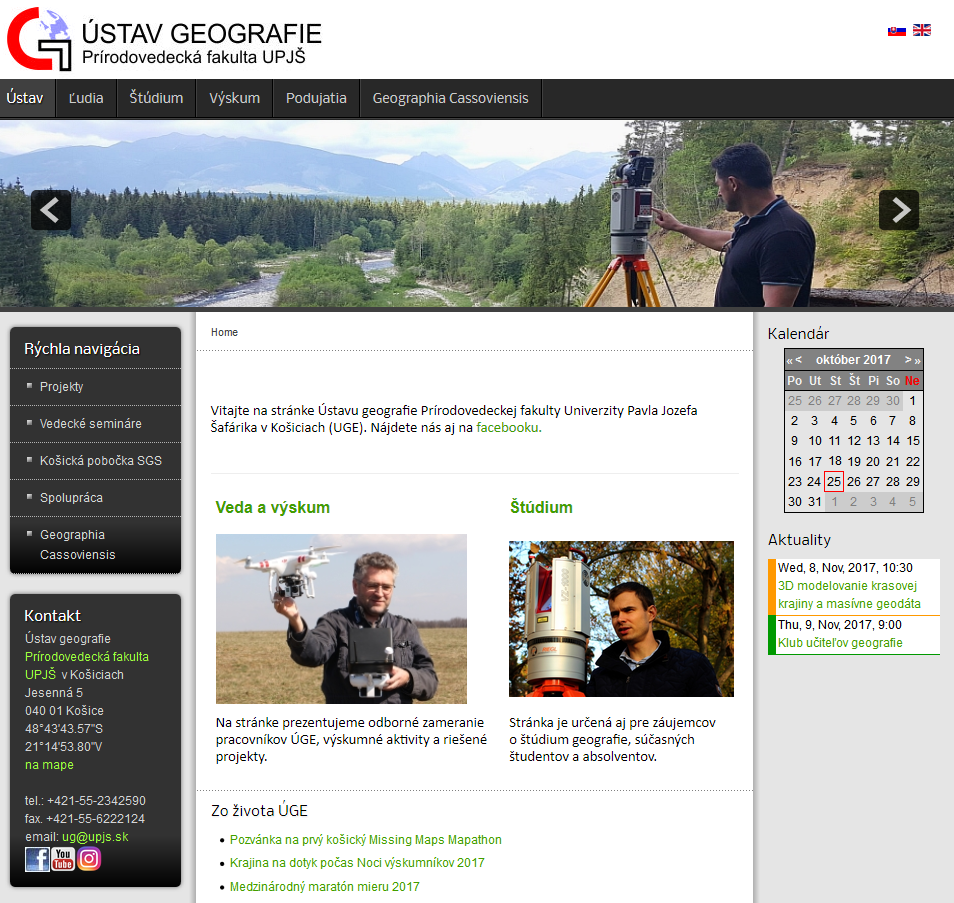 ÚSTAV GEOGRAFIE
Prírodovedecká fakulta UPJŠ
Ústav Ľudia Štúdium Výskum Podujatia Geographia Cassoviensis
Rýchla navigácia
Projekty
Vedecké semináre
Košická pobočka SGS
Spolupráca
Geographia
Cassoviensis
Kontakt
Ústav geografie
Prírodovedecká fakulta
UPJŠ v Košiciach
Jesenná 5
040 01 Košice
48°43'43.57"S
21°14'53.80"V
na mape
tel.: +421-55-2342590
fax. +421-55-6222124
email: ug@upjs.sk
You
Tube
Home
Vitajte na stránke Ústavu geografie Prírodovedeckej fakulty Univerzity Pavla Jozefa
Šafárika v Košiciach (UGE). Nájdete nás aj na facebooku.
Veda a výskum
Na stránke prezentujeme odborné zameranie
pracovníkov ÚGE, výskumné aktivity a riešené
projekty.
Štúdium
Stránka je určená aj pre záujemcov
o štúdium geografie, súčasných
študentov a absolventov.
Zo života ÚGE
Pozvánka na prvý košický Missing Maps Mapathon
Krajina na dotyk počas Noci výskumníkov 2017
Medzinárodný maratón mieru 2017
Kalendár
« < október 2017 > »
Po Ut St Št Pi So Ne
25 26 27 28 29 30 1
2 3 4 5 6 7 8
9 10 11 12 13 14 15
16 17 18 19 20 21 22
23 24 25 26 27 28 29
30 31 1 2 3 4 5
Aktuality
Wed, 8, Nov, 2017, 10:30
3D modelovanie krasovej
krajiny a masívne geodáta
Thu, 9, Nov, 2017, 9:00
Klub učiteľov geografie